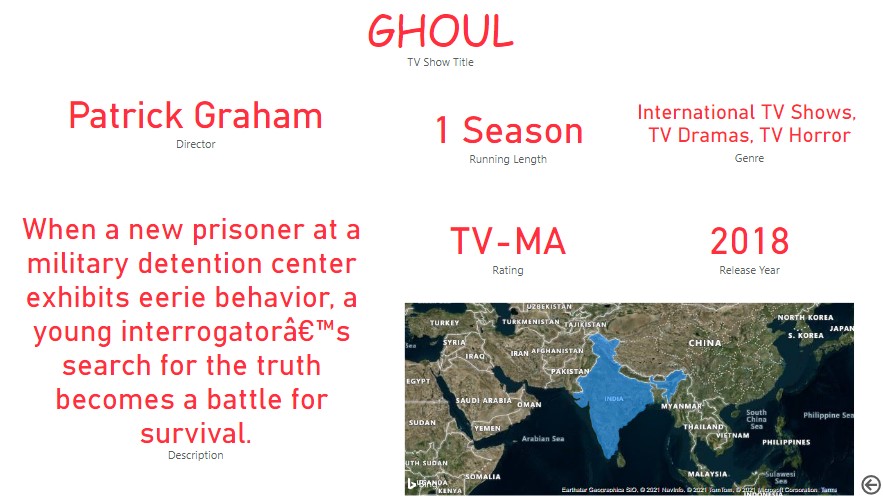 GHOUL
TV Show Title
Patrick Graham
Director
1 Season
Running Length
International TV Shows,
TV Dramas, TV Horror
Genre
When a new prisoner at a
military detention center
exhibits eerie behavior, a
young interrogatorâ€™s
search for the truth
becomes a battle for
survival.
Description
TV-MA
Rating
2018
Release Year
UZBEKISTAN
TURKEY
TURKMENISTAN
TAJIKISTAN
NORTH KOREA
S. KOREA
JAPAN
SYRIA
IRAQ
IRAN
AFGHANISTAN
CHINA
PAKISTAN
EGYPT
SAUDI ARABIA
OMAN
INDIA
MYANMAR
SUDAN
YEMEN
Arabian Sea
THAILAND
VIETNAM
South
China
Sea
Philippine Sea
PHILIPPINES
SOUTH SUDAN
SOMALIA
UGANDA
KENYA
MALAYSIA
Sulawesi
Sea
INDONESIA
Earthstar Geographics SIO, © 2021 NavInfo, © 2021 TomTom, © 2021 Microsoft Corporation Terms